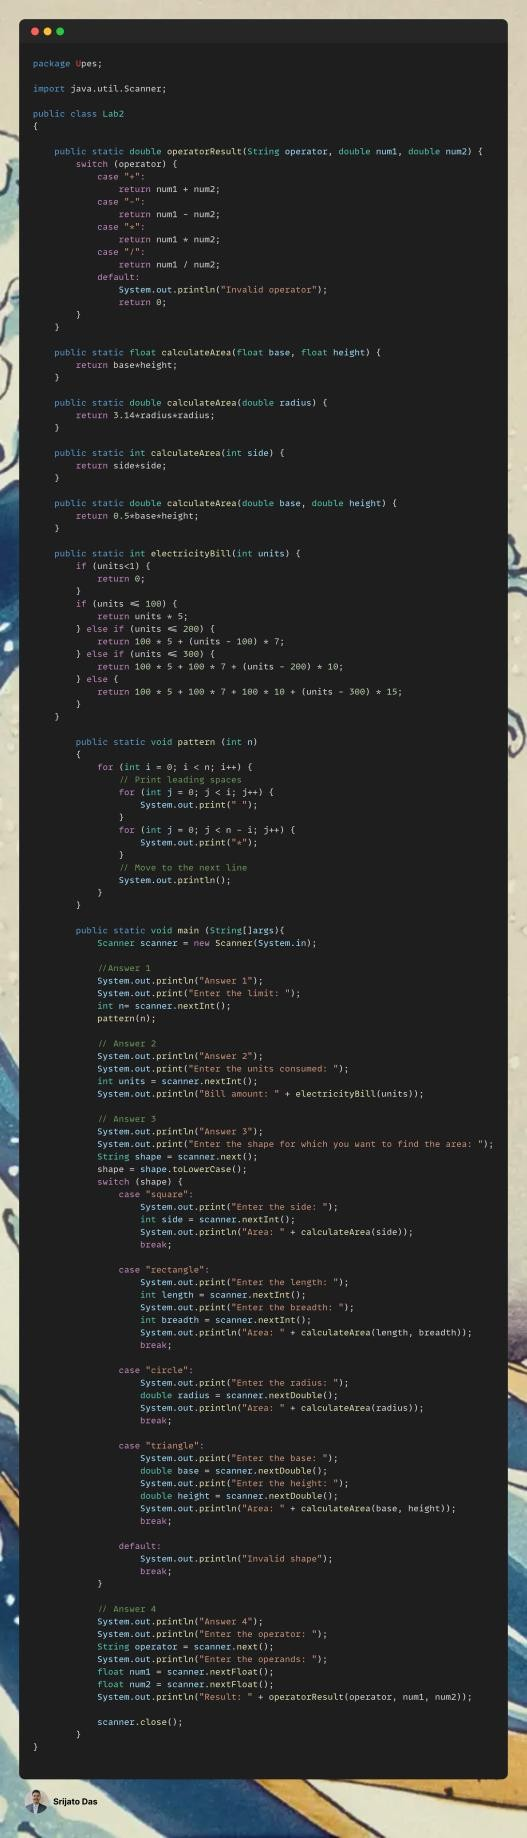 package Upes;
import java.util.Scanner;
public class Lab2
{
    public static double operatorResult(String operator, double num1, double num2) {
        switch (operator) {
            case "+":
                return num1 + num2;
            case "-":
                return num1 - num2;
            case "*":
                return num1 * num2;
            case "/":
                return num1 / num2;
            default:
                System.out.println("Invalid operator");
                return 0;
        }
    }
    public static float calculateArea(float base, float height) {
        return base*height;
    }
    public static double calculateArea(double radius) {
        return 3.14*radius*radius;
    }
    public static int calculateArea(int side) {
        return side*side;
    }
    public static double calculateArea(double base, double height) {
        return 0.5*base*height;
    }
    public static int electricityBill(int units) {
        if (units<1) {
            return 0;
        }
        if (units ⩽ 100) {
            return units * 5;
        } else if (units ⩽ 200) {
            return 100 * 5 + (units - 100) * 7;
        } else if (units ⩽ 300) {
            return 100 * 5 + 100 * 7 + (units - 200) * 10;
        } else {
            return 100 * 5 + 100 * 7 + 100 * 10 + (units - 300) * 15;
        }
    }
        public static void pattern (int n)
        {
            for (int i = 0; i < n; i++) {
                // Print leading spaces
                for (int j = 0; j < i; j++) {
                    System.out.print(" ");
                }
                for (int j = 0; j < n - i; j++) {
                    System.out.print("*");
                }
                // Move to the next line
                System.out.println();
            }
        }
        public static void main (String[]args){
            Scanner scanner = new Scanner(System.in);
            //Answer 1
            System.out.println("Answer 1");
            System.out.print("Enter the limit: ");
            int n= scanner.nextInt();
            pattern(n);
            // Answer 2
            System.out.println("Answer 2");
            System.out.print("Enter the units consumed: ");
            int units = scanner.nextInt();
            System.out.println("Bill amount: " + electricityBill(units));
            // Answer 3
            System.out.println("Answer 3");
            System.out.print("Enter the shape for which you want to find the area: ");
            String shape = scanner.next();
            shape = shape.toLowerCase();
            switch (shape) {
                case "square":
                    System.out.print("Enter the side: ");
                    int side = scanner.nextInt();
                    System.out.println("Area: " + calculateArea(side));
                    break;
                case "rectangle":
                    System.out.print("Enter the length: ");
                    int length = scanner.nextInt();
                    System.out.print("Enter the breadth: ");
                    int breadth = scanner.nextInt();
                    System.out.println("Area: " + calculateArea(length, breadth));
                    break;
                case "circle":
                    System.out.print("Enter the radius: ");
                    double radius = scanner.nextDouble();
                    System.out.println("Area: " + calculateArea(radius));
                    break;
                case "triangle":
                    System.out.print("Enter the base: ");
                    double base = scanner.nextDouble();
                    System.out.print("Enter the height: ");
                    double height = scanner.nextDouble();
                    System.out.println("Area: " + calculateArea(base, height));
                    break;
                default:
                    System.out.println("Invalid shape");
                    break;
            }
            // Answer 4
            System.out.println("Answer 4");
            System.out.println("Enter the operator: ");
            String operator = scanner.next();
            System.out.println("Enter the operands: ");
            float num1 = scanner.nextFloat();
            float num2 = scanner.nextFloat();
            System.out.println("Result: " + operatorResult(operator, num1, num2));
            scanner.close();
        }
}
Srijato Das